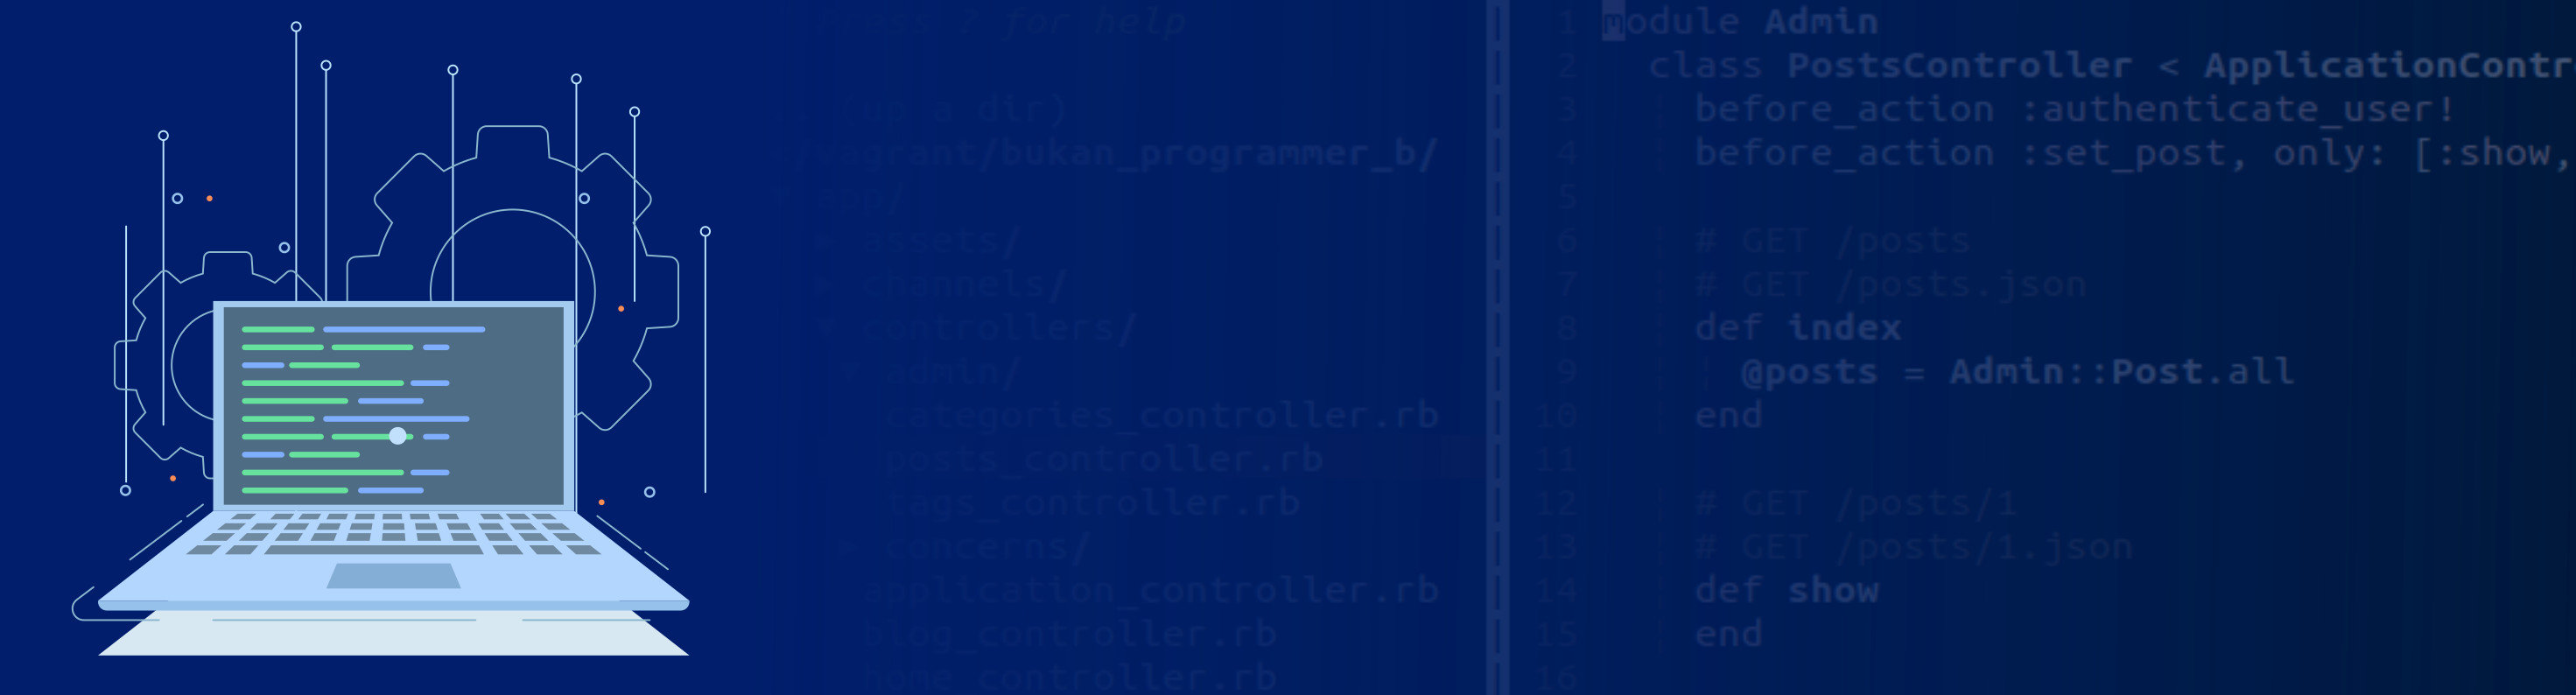 Press ? for help
(up a dir)
/vagrant/bukan_programmer_b/
app/
assets/
channels/
controllers/
admin/
categories_controller.rb
posts_controller.rb
tags_controller.rb
concerns/
application_controller.rb
blog_controller.rb
home_controller.rb
1 module Admin
2 class PostsController < ApplicationContr
3 before_action :authenticate_user!
4 before_action :set_post, only: [:show,
5
6 # GET /posts
7 # GET /posts.json
8 def index
9 @posts = Admin::Post.all
10 end
11
12 # GET /posts/1
13 # GET /posts/1.json
14 def show
15 end
16